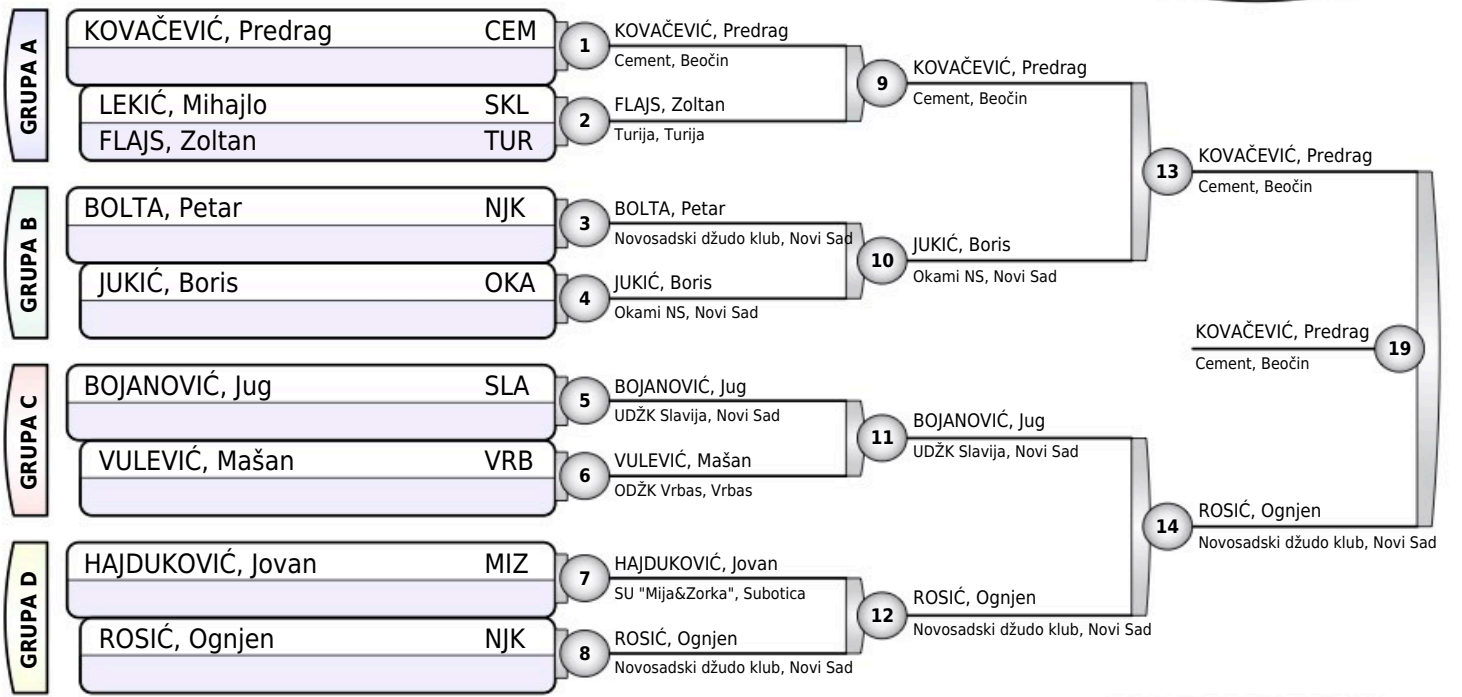 GRUPA A
KOVAČEVIĆ, Predrag CEM
LEKIĆ, Mihajlo SKL
FLAJS, Zoltan TUR
1
KOVAČEVIĆ, Predrag
Cement, Beočin
2
FLAJS, Zoltan
Turija, Turija
9
KOVAČEVIĆ, Predrag
Cement, Beočin
GRUPA B
BOLTA, Petar NJK
JUKIĆ, Boris OKA
3
BOLTA, Petar
Novosadski džudo klub, Novi Sad
4
JUKIĆ, Boris
Okami NS, Novi Sad
10
JUKIĆ, Boris
Okami NS, Novi Sad
13
KOVAČEVIĆ, Predrag
Cement, Beočin
GRUPA C
BOJANOVIĆ, Jug SLA
VULEVIĆ, Mašan VRB
5
BOJANOVIĆ, Jug
UDŽK Slavija, Novi Sad
6
VULEVIĆ, Mašan
ODŽK Vrbas, Vrbas
11
BOJANOVIĆ, Jug
UDŽK Slavija, Novi Sad
GRUPA D
HAJDUKOVIĆ, Jovan MIZ
ROSIĆ, Ognjen NJK
7
HAJDUKOVIĆ, Jovan
SU "Mija&Zorka", Subotica
8
ROSIĆ, Ognjen
Novosadski džudo klub, Novi Sad
12
ROSIĆ, Ognjen
Novosadski džudo klub, Novi Sad
14
ROSIĆ, Ognjen
Novosadski džudo klub, Novi Sad
KOVAČEVIĆ, Predrag
Cement, Beočin
19